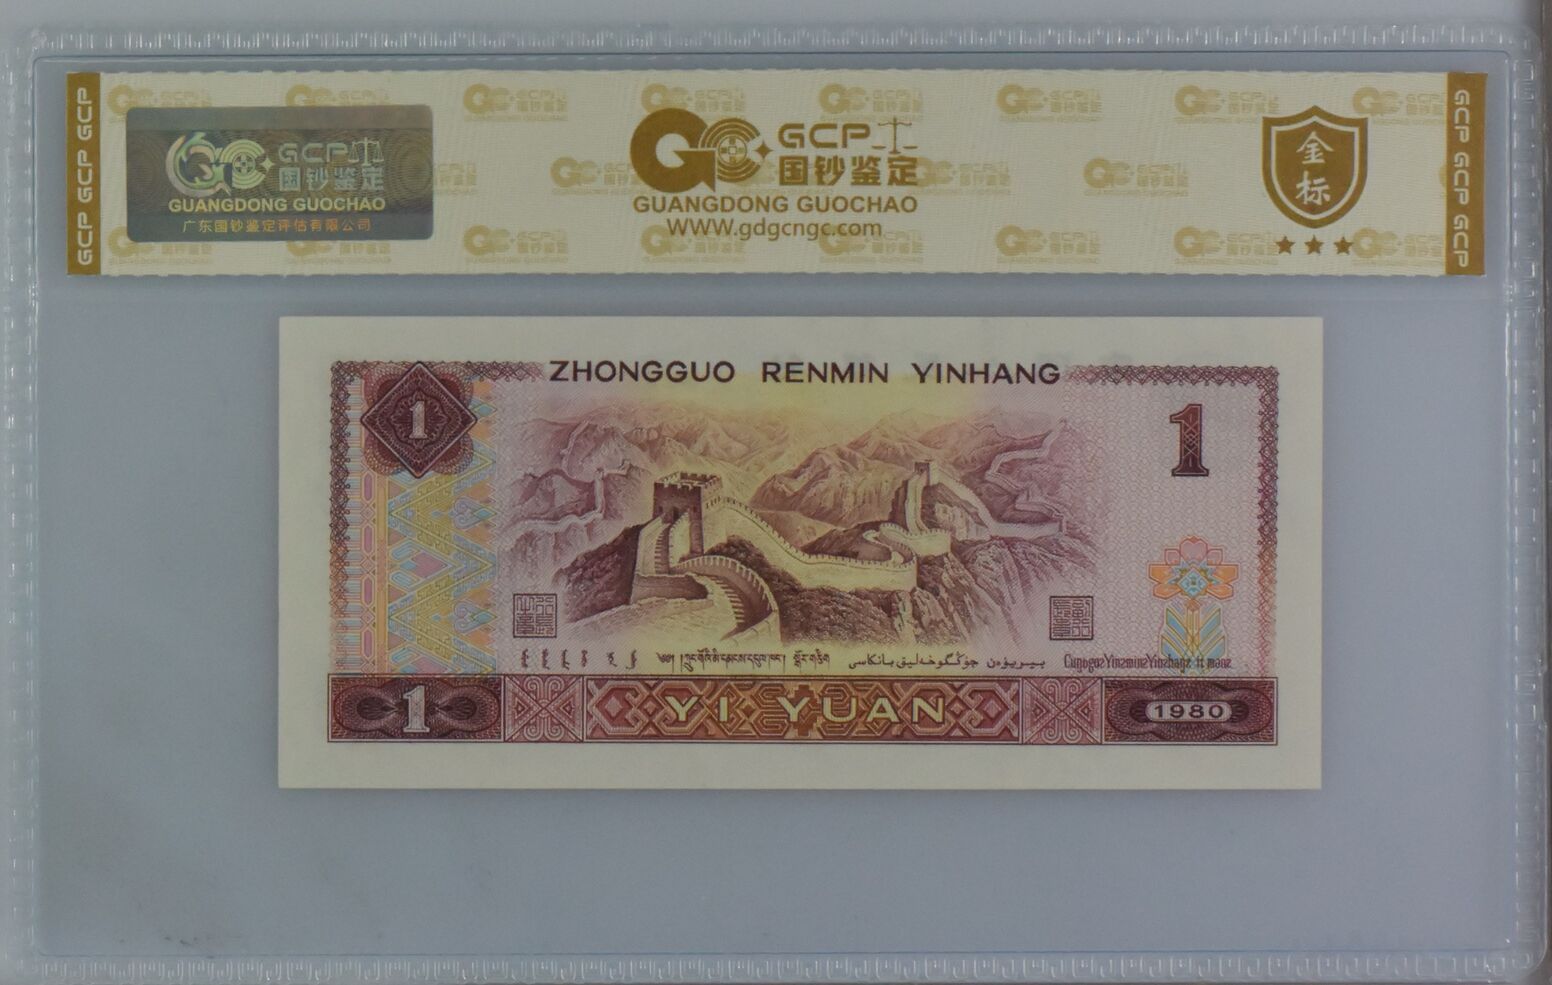 GCP GCP GCP
GCP
国钞鉴定
GUANGDONG GUOCHAO
广东国钞鉴定评估有限公司
GCP
国钞鉴定
GUANGDONG GUOCHAO
WWW.gdgcngc.com
金标
GCP GCP GCP
ZHONGGUO RENMIN YINHANG
1
1
1
YI YUAN
1980